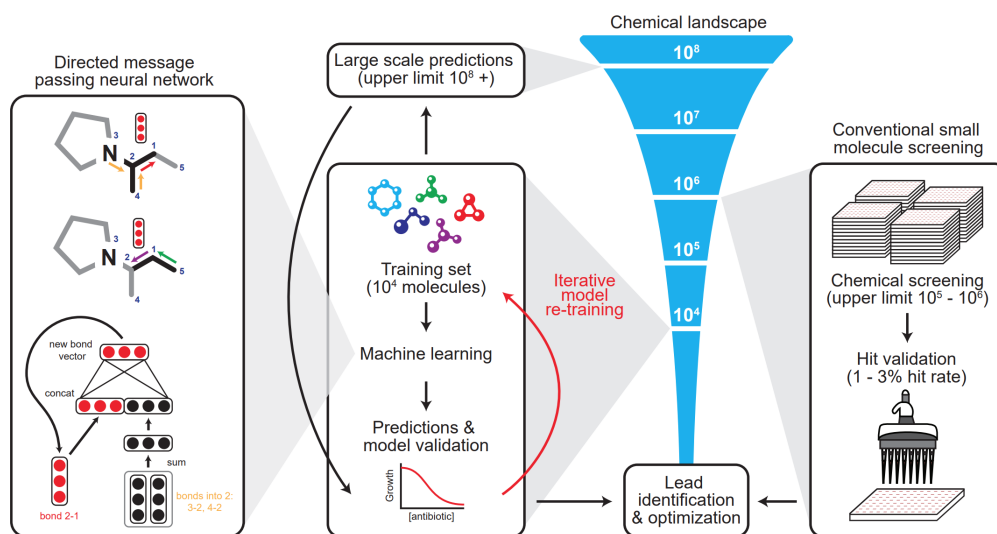 Directed message
passing neural network
3
N
2
1
5
4
3
N
2
1
5
4
new bond
vector
concat
sum
bonds into 2:
3-2, 4-2
bond 2-1
Large scale predictions
(upper limit 10⁸ +)
Training set
(10⁴ molecules)
Machine learning
Predictions &
model validation
Growth
[antibiotic]
Iterative
model
re-training
Chemical landscape
10⁸
10⁷
10⁶
10⁵
10⁴
Lead
identification
& optimization
Conventional small
molecule screening
Chemical screening
(upper limit 10⁵ - 10⁶)
Hit validation
(1 - 3% hit rate)